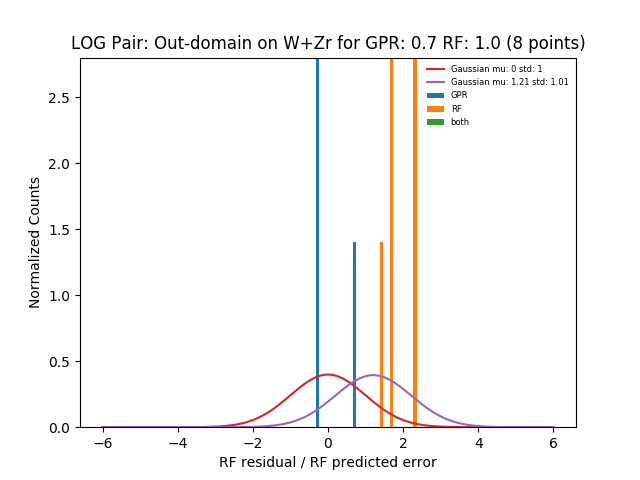 LOG Pair: Out-domain on W+Zr for GPR: 0.7 RF: 1.0 (8 points)
Gaussian mu: 0 std: 1
Gaussian mu: 1.21 std: 1.01
GPR
RF
both
Normalized Counts
2.5
2.0
1.5
1.0
0.5
0.0
−6
−4
−2
0
2
4
6
RF residual / RF predicted error